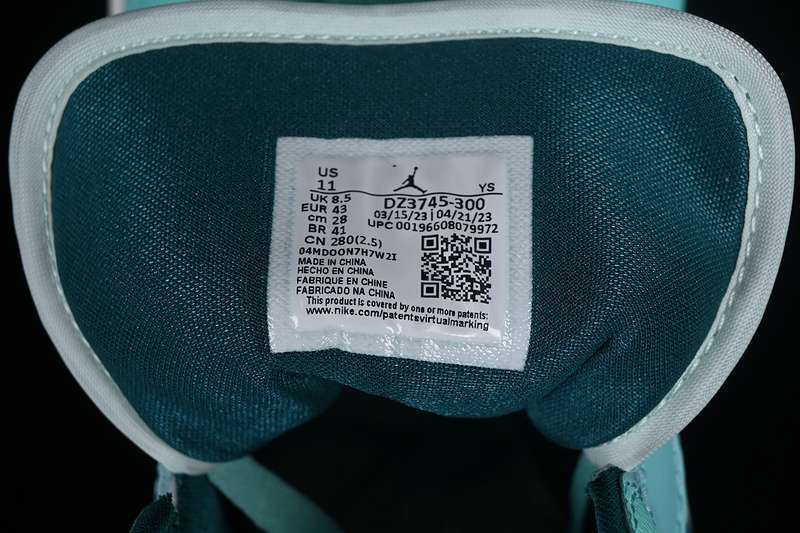 US
11
YS
UK 8.5
DZ3745-300
EUR 43
03/15/23 | 04/21/23
cm 28
UPC 00196608079972
BR 41
CN 280(2.5)
04MDOON7H7W2I
MADE IN CHINA
HECHO EN CHINA
FABRIQUE EN CHINE
FABRICADO NA CHINA
This product is covered by one or more patents:
www.nike.com/patentsvirtualmarking